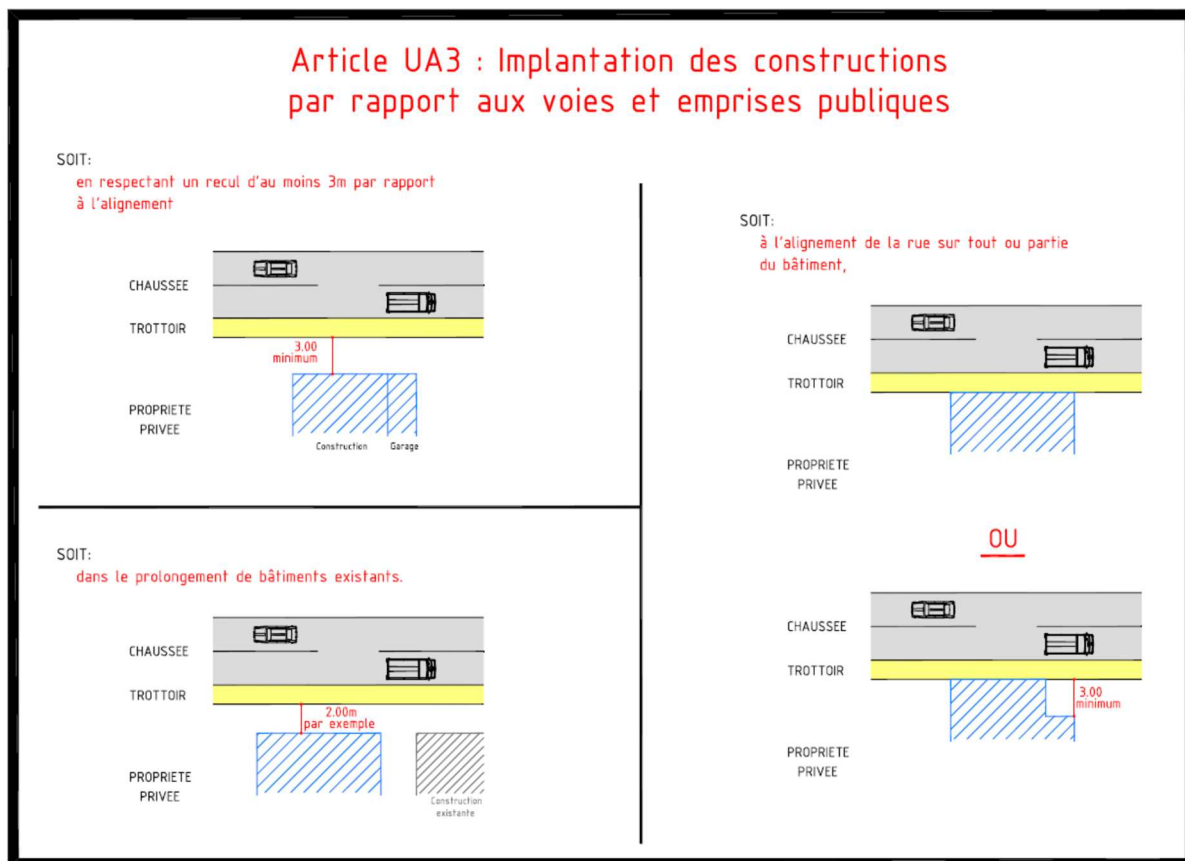 Article UA3 : Implantation des constructions
par rapport aux voies et emprises publiques
SOIT:
en respectant un recul d'au moins 3m par rapport
à l'alignement
CHAUSSEE
TROTTOIR
3.00
minimum
PROPRIETE
PRIVEE
Construction
Garage
SOIT:
dans le prolongement de bâtiments existants.
CHAUSSEE
TROTTOIR
2.00m
par exemple
PROPRIETE
PRIVEE
Construction
existante
SOIT:
à l'alignement de la rue sur tout ou partie
du bâtiment,
CHAUSSEE
TROTTOIR
PROPRIETE
PRIVEE
OU
CHAUSSEE
TROTTOIR
3.00
minimum
PROPRIETE
PRIVEE